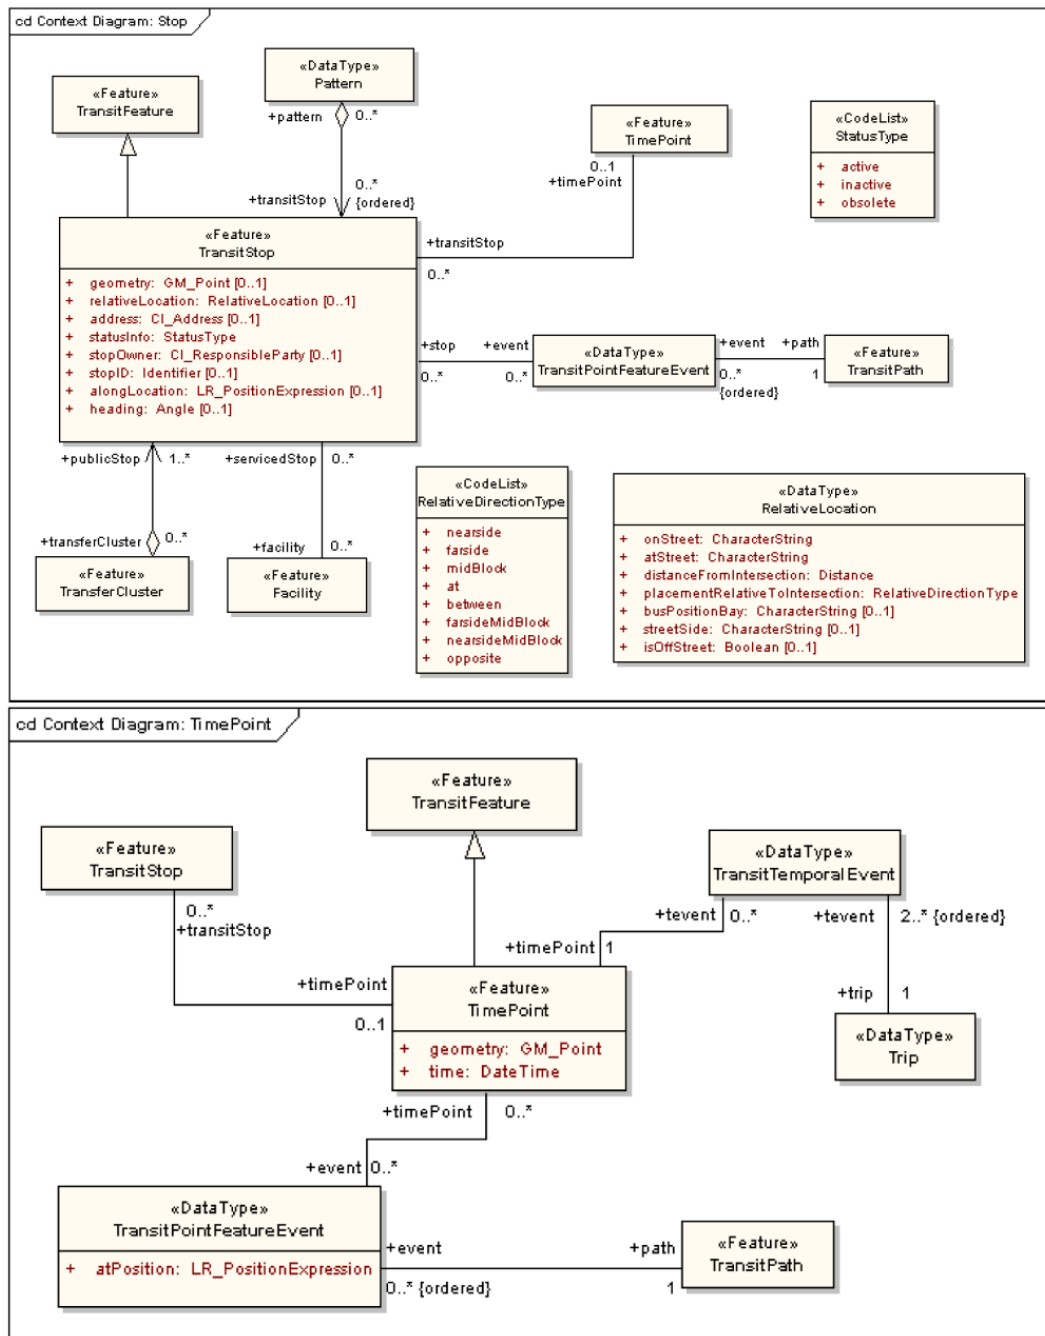 cd Context Diagram: Stop
«Feature»
TransitFeature
«DataType»
Pattern
+pattern
0..*
«Feature»
TimePoint
0..1
+timePoint
«CodeList»
StatusType
+ active
+ inactive
+ obsolete
0..*
+transitStop
{ordered}
«Feature»
TransitStop
+ geometry: GM_Point [0..1]
+ relativeLocation: RelativeLocation [0..1]
+ address: CI_Address [0..1]
+ statusInfo: StatusType
+ stopOwner: CI_ResponsibleParty [0..1]
+ stopID: Identifier [0..1]
+ alongLocation: LR_PositionExpression [0..1]
+ heading: Angle [0..1]
+transitStop
0..*
+stop
+event
0..*
0..*
«DataType»
TransitPointFeatureEvent
+event
+path
0..*
1
{ordered}
«Feature»
TransitPath
+publicStop
1..*
+servicedStop
0..*
+transferCluster
0..*
+facility
0..*
«Feature»
TransferCluster
«Feature»
Facility
«CodeList»
RelativeDirectionType
+ nearside
+ farside
+ midBlock
+ at
+ between
+ farsideMidBlock
+ nearsideMidBlock
+ opposite
«DataType»
RelativeLocation
+ onStreet: CharacterString
+ atStreet: CharacterString
+ distanceFromIntersection: Distance
+ placementRelativeToIntersection: RelativeDirectionType
+ busPositionBay: CharacterString [0..1]
+ streetSide: CharacterString [0..1]
+ isOffStreet: Boolean [0..1]
cd Context Diagram: TimePoint
«Feature»
TransitFeature
«Feature»
TransitStop
0..*
+transitStop
«DataType»
TransitTemporalEvent
+tevent
0..*
+tevent
2..* {ordered}
+timePoint
1
+timePoint
0..1
«Feature»
TimePoint
+ geometry: GM_Point
+ time: DateTime
+trip
1
«DataType»
Trip
+timePoint
0..*
+event
0..*
«DataType»
TransitPointFeatureEvent
+ atPosition: LR_PositionExpression
+event
+path
0..* {ordered}
1
«Feature»
TransitPath